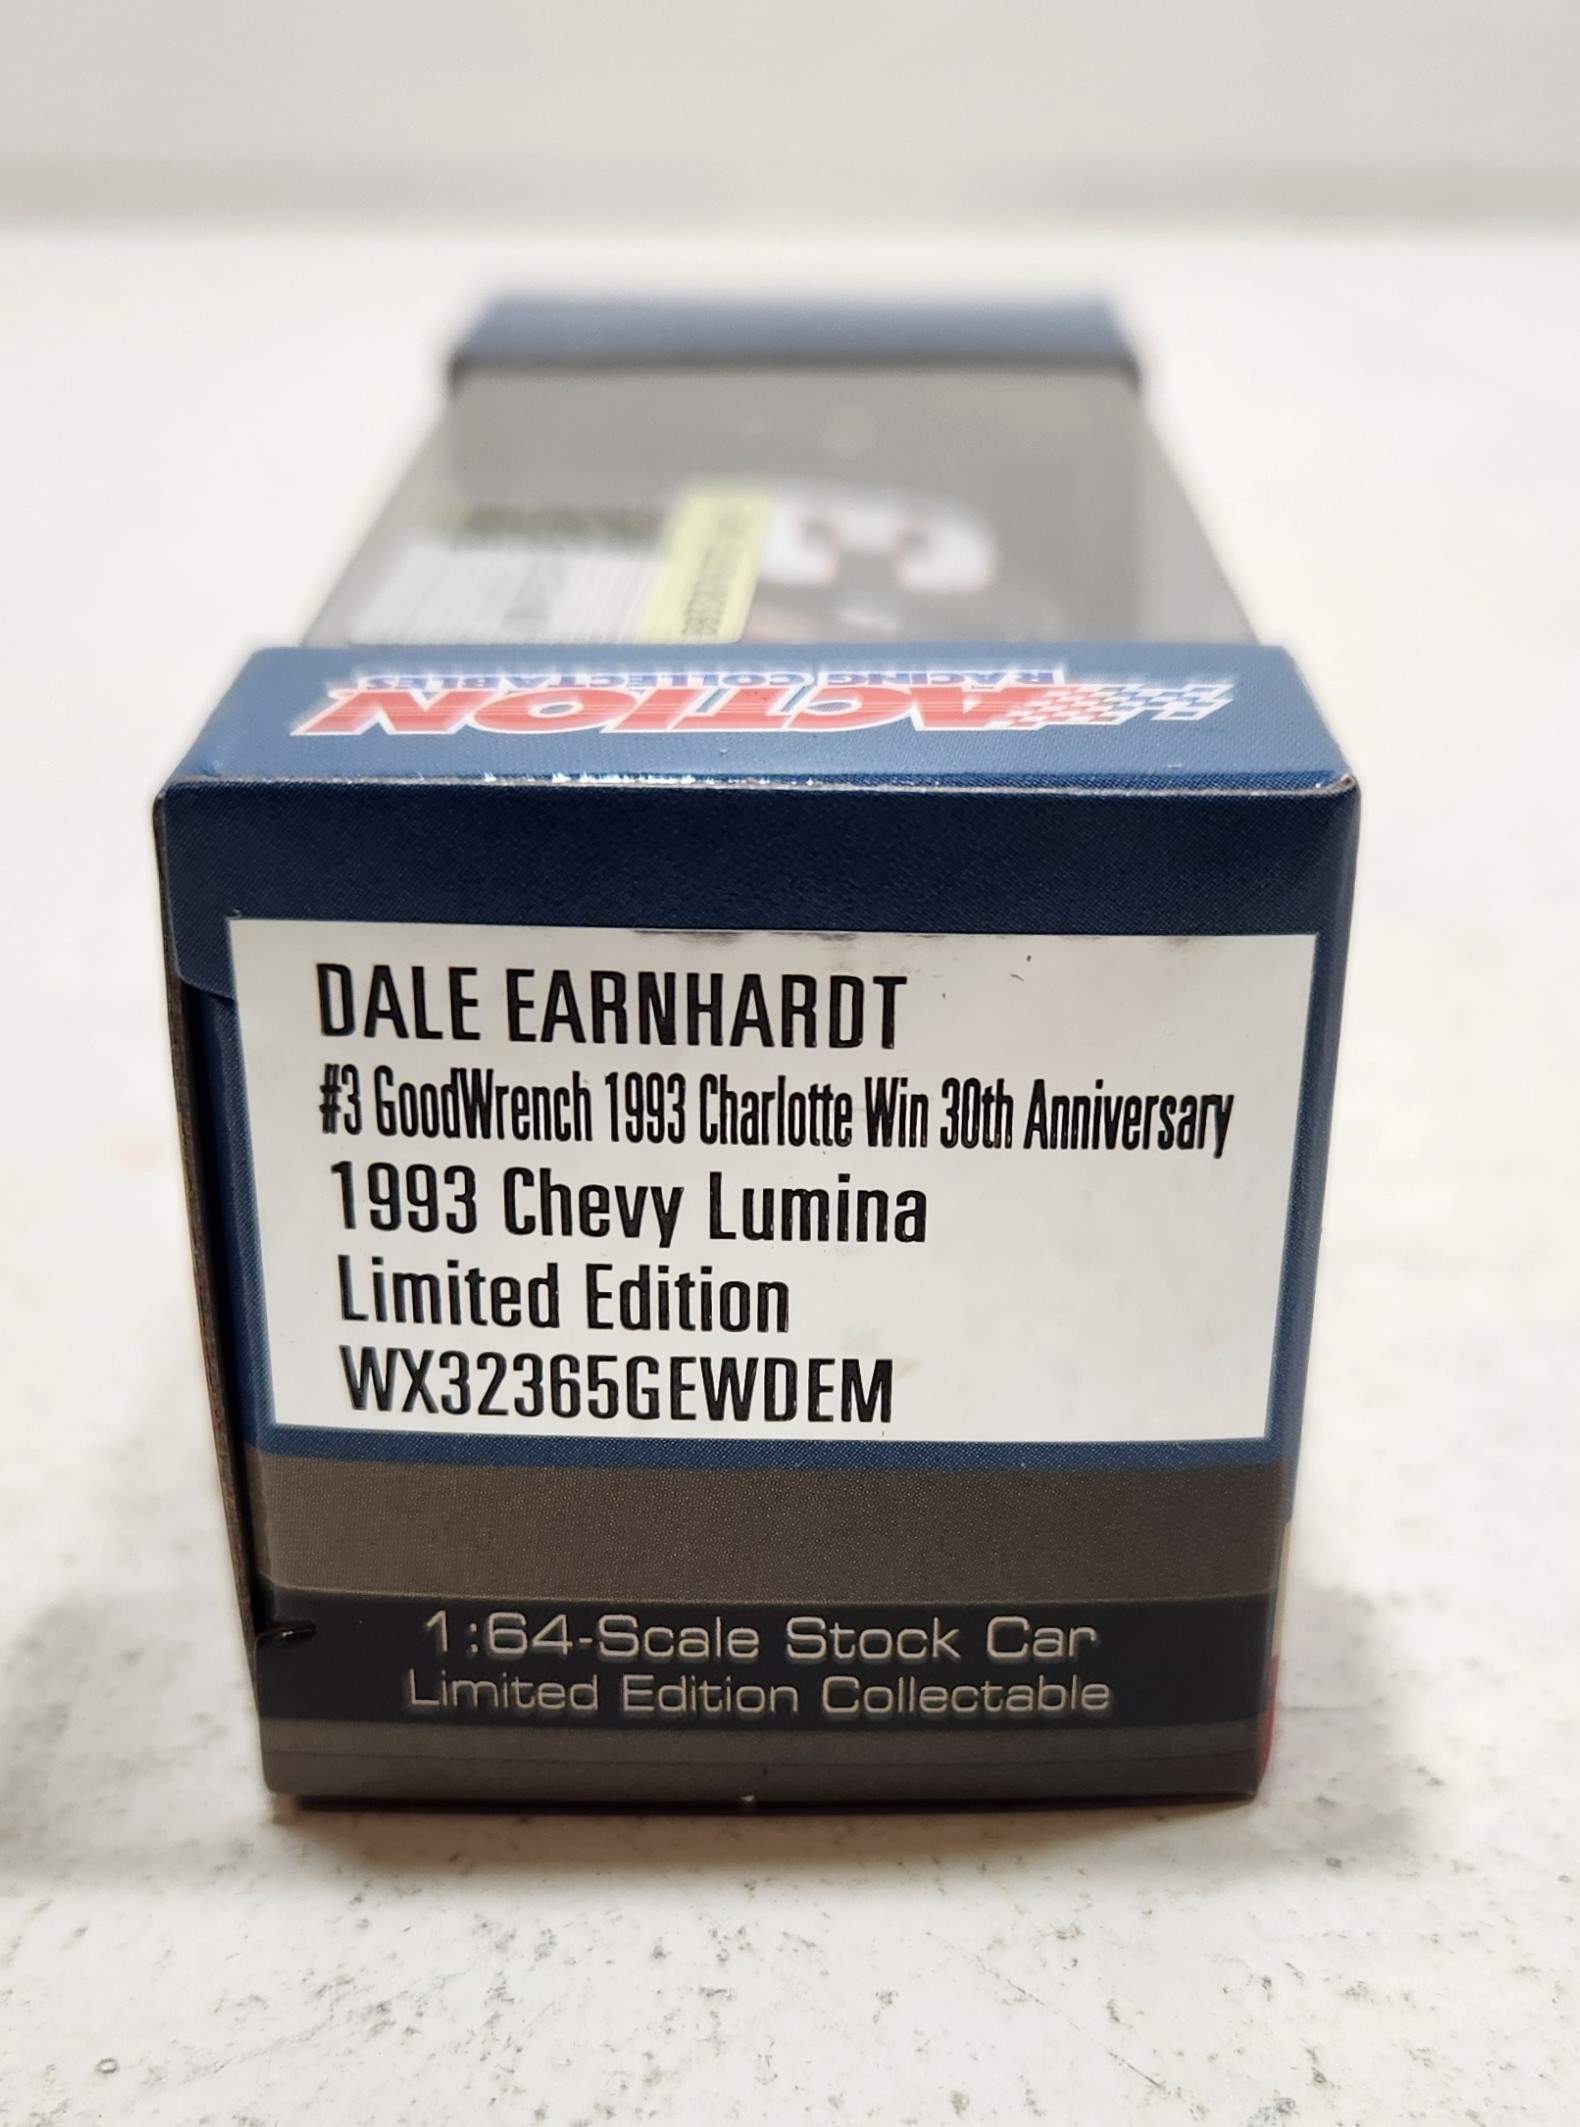 RACING COLLECTABLES
ACTION
DALE EARNHARDT
#3 GoodWrench 1993 Charlotte Win 30th Anniversary
1993 Chevy Lumina
Limited Edition
WX32365GEWDEM
1:64-Scale Stock Car
Limited Edition Collectable